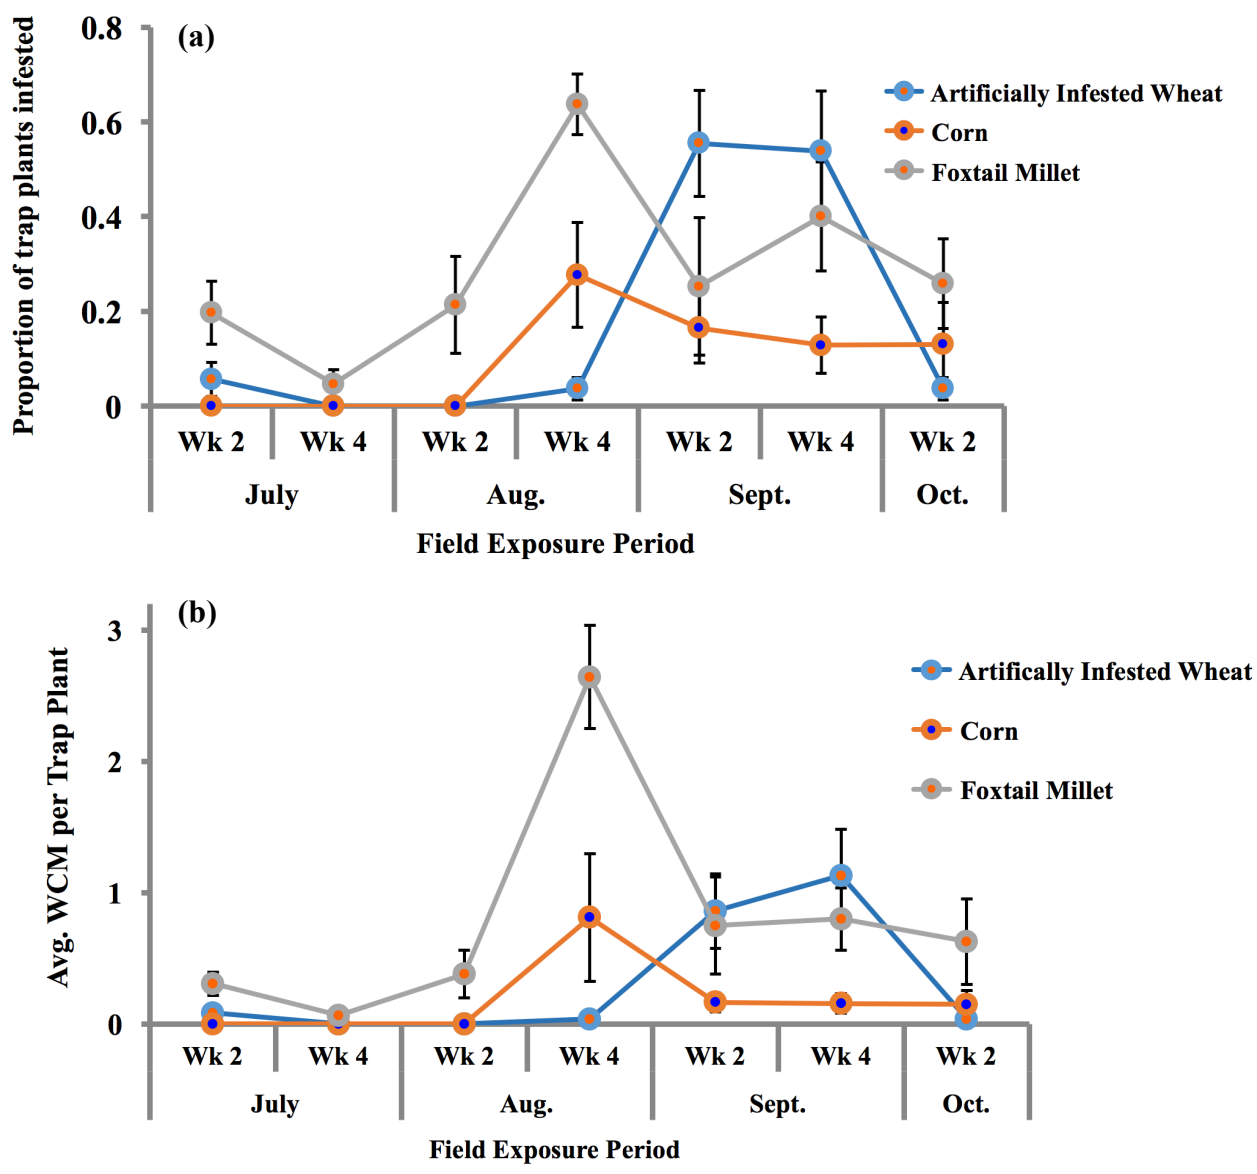 (a)
Proportion of trap plants infested
0.8
0.6
0.4
0.2
0
Artificially Infested Wheat
Corn
Foxtail Millet
Wk 2 Wk 4 Wk 2 Wk 4 Wk 2 Wk 4 Wk 2
July Aug. Sept. Oct.
Field Exposure Period
(b)
Avg. WCM per Trap Plant
3
2
1
0
Artifically Infested Wheat
Corn
Foxtail Millet
Wk 2 Wk 4 Wk 2 Wk 4 Wk 2 Wk 4 Wk 2
July Aug. Sept. Oct.
Field Exposure Period